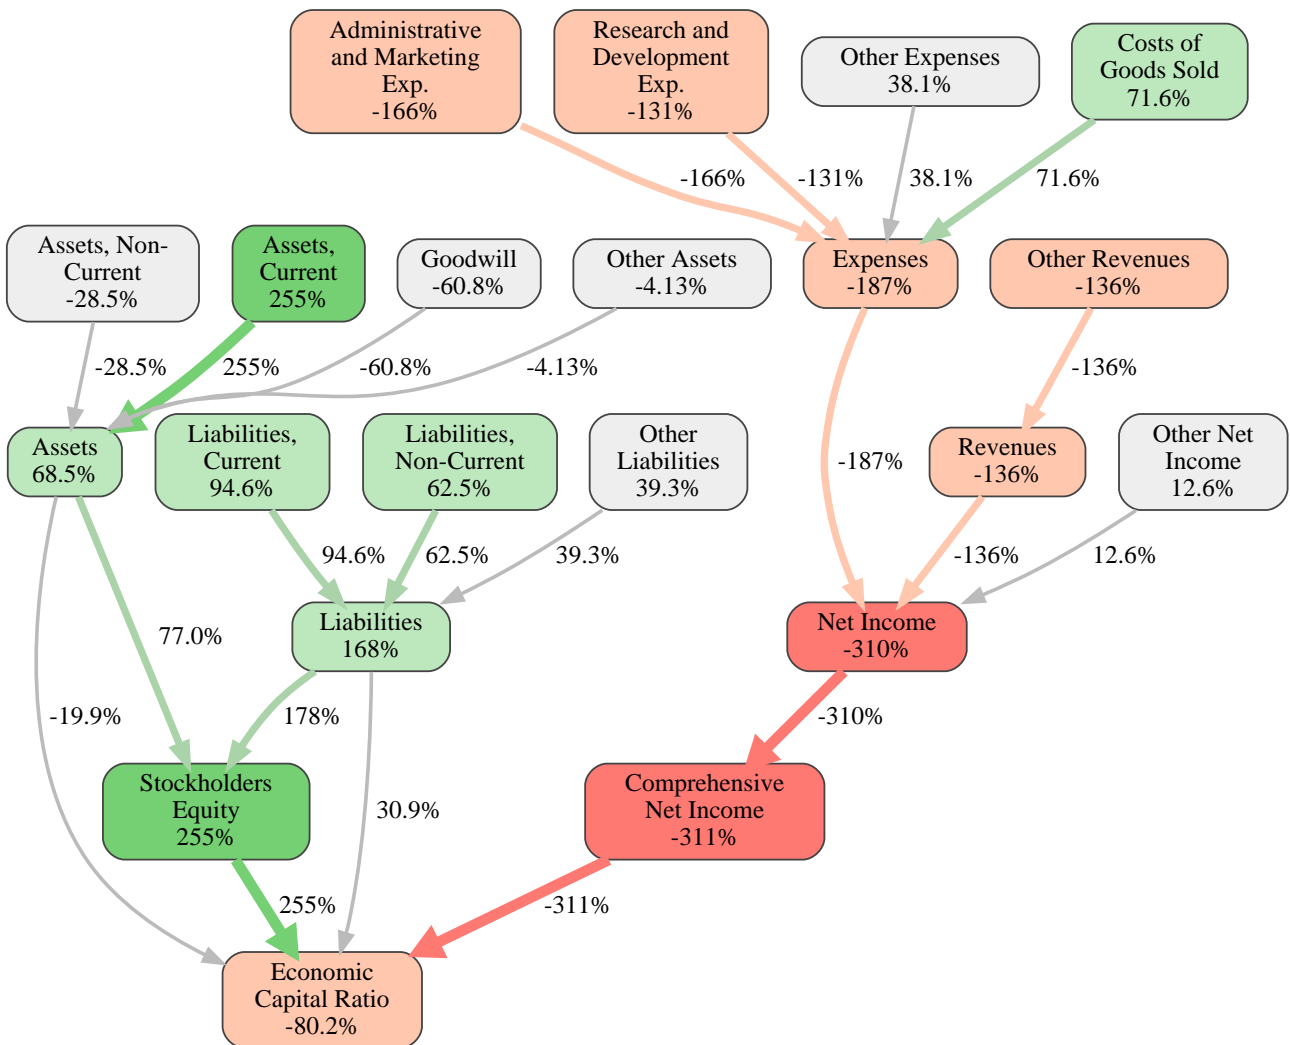 Administrative
and Marketing
Exp.
-166%
Research and
Development
Exp.
-131%
Other Expenses
38.1%
Costs of
Goods Sold
71.6%
-166%
-131%
38.1%
71.6%
Assets, Non-
Current
-28.5%
Assets,
Current
255%
Goodwill
-60.8%
Other Assets
-4.13%
Expenses
-187%
Other Revenues
-136%
-28.5%
255%
-60.8%
-4.13%
-136%
Assets
68.5%
Liabilities,
Current
94.6%
Liabilities,
Non-Current
62.5%
Other
Liabilities
39.3%
-187%
Revenues
-136%
Other Net
Income
12.6%
94.6%
62.5%
39.3%
-136%
12.6%
77.0%
Liabilities
168%
Net Income
-310%
-19.9%
178%
-310%
Stockholders
Equity
255%
30.9%
Comprehensive
Net Income
-311%
255%
-311%
Economic
Capital Ratio
-80.2%